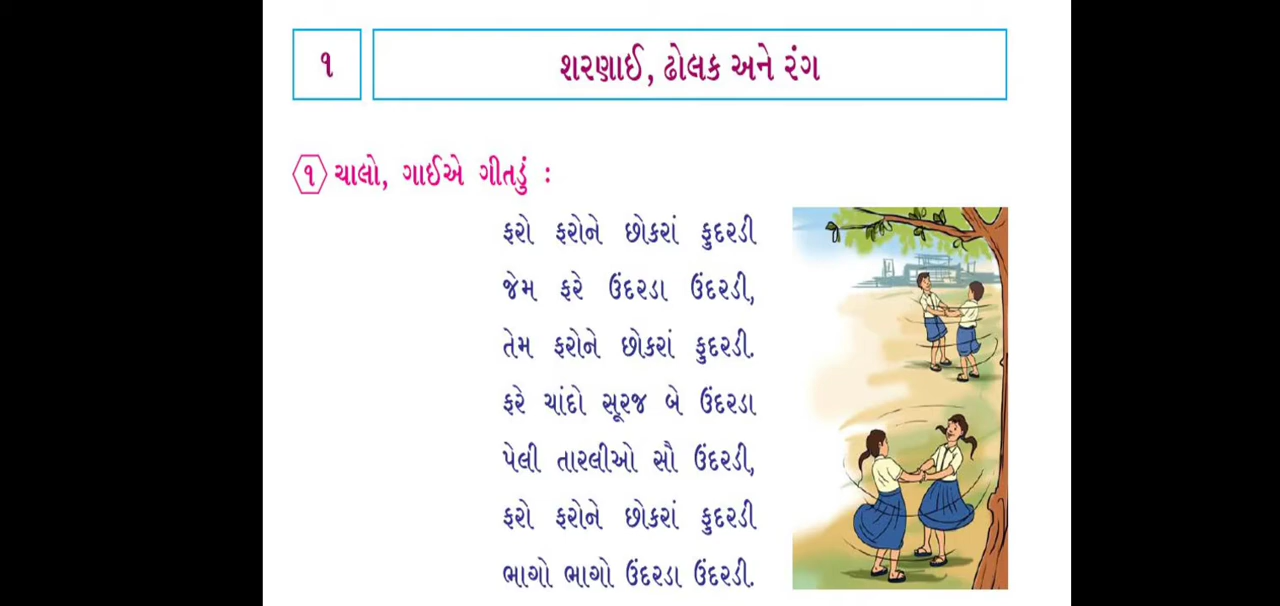 ૧
શરણાઈ, ઢોલક અને રંગ
૧ ચાલો, ગાઈએ ગીતડું :
ફરો ફરોને છોકરાં ફુદરડી
જેમ ફરે ઉંદરડા ઉંદરડી,
તેમ ફરોને છોકરાં ફુદરડી.
ફરે ચાંદો સૂરજ બે ઉંદરડા
પેલી તારલીઓ સૌ ઉંદરડી,
ફરો ફરોને છોકરાં ફુદરડી
ભાગો ભાગો ઉંદરડા ઉંદરડી.